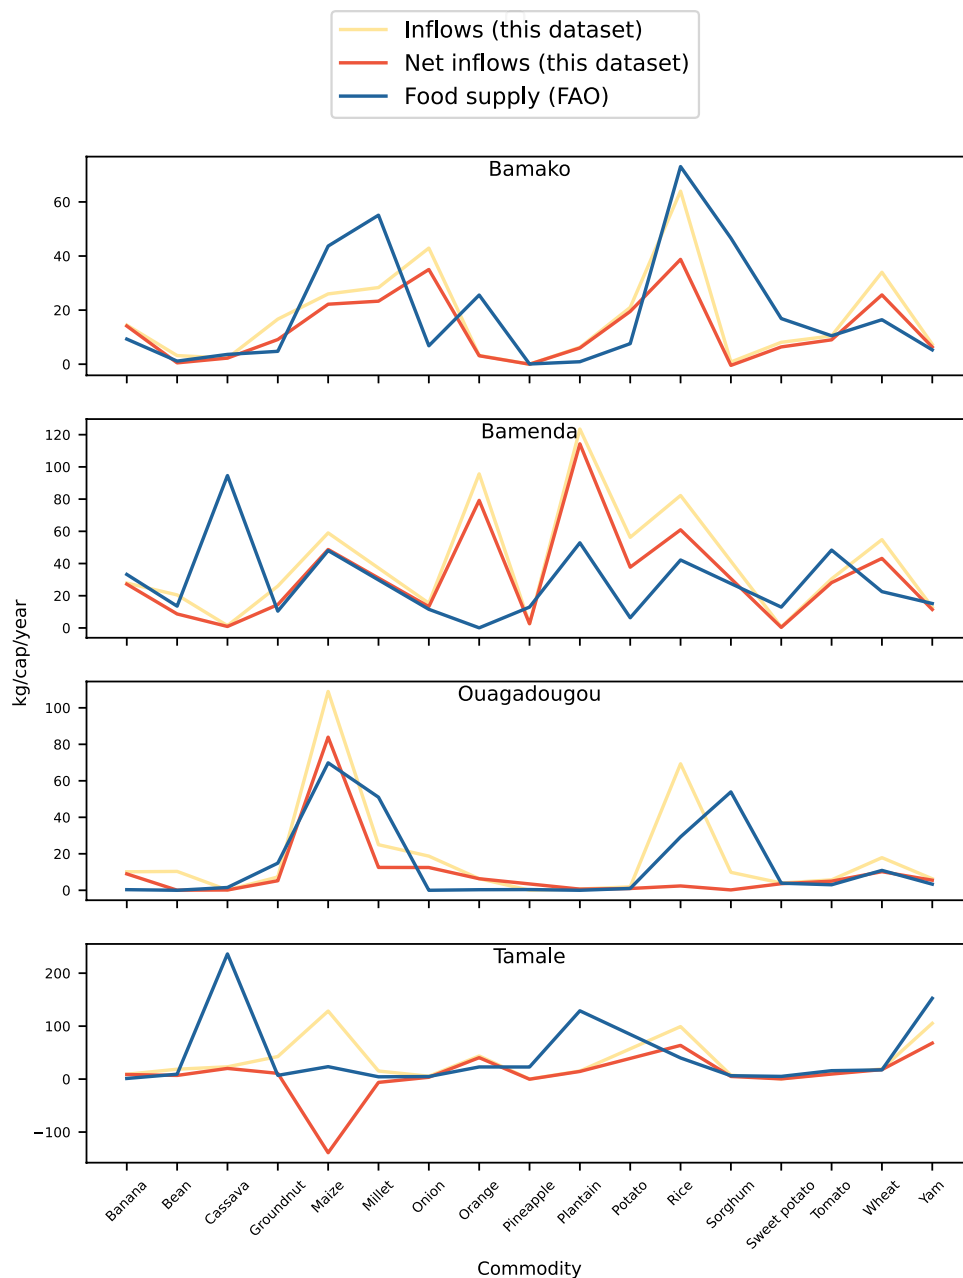 Inflows (this dataset)
Net inflows (this dataset)
Food supply (FAO)
Bamako
60
40
20
0
Bamenda
120
100
80
60
40
20
0
kg/cap/year
Ouagadougou
100
80
60
40
20
0
Tamale
200
100
0
−100
Banana
Bean
Cassava
Groundnut
Maize
Millet
Onion
Orange
Pineapple
Plantain
Potato
Rice
Sorghum
Sweet potato
Tomato
Wheat
Yam
Commodity